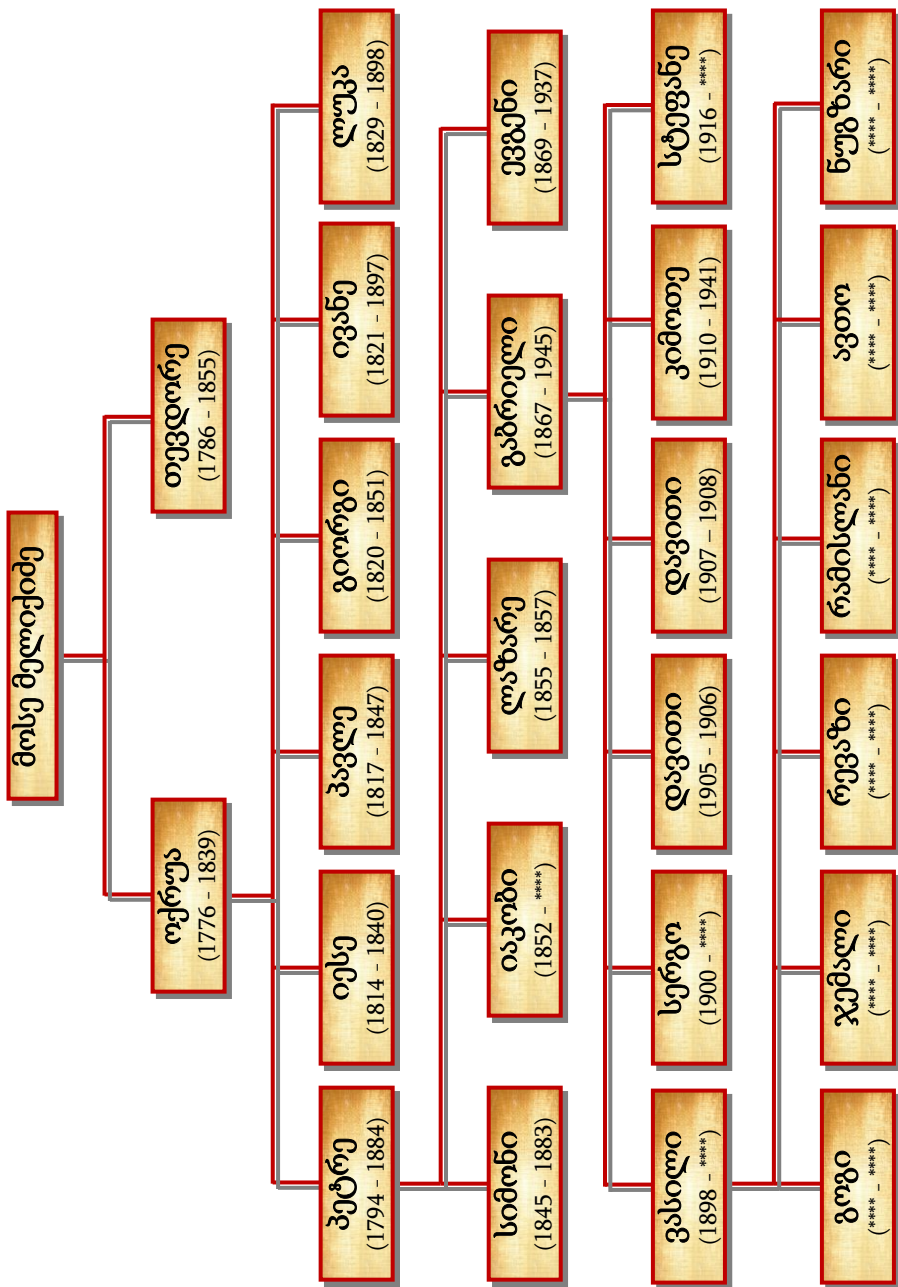 მოსე მელიქიძე
ოქრუა
(1776 - 1839)
თევდორე
(1786 - 1855)
პეტრე
(1794 - 1884)
იესე
(1814 - 1840)
პავლე
(1817 - 1847)
გიორგი
(1820 - 1851)
ივანე
(1821 - 1897)
ლუკა
(1829 - 1898)
სიმონი
(1845 - 1883)
იაკობი
(1852 - ****)
ლაზარე
(1855 - 1857)
გაბრიელი
(1867 - 1945)
ევგენი
(1869 - 1937)
ვასილი
(1898 - ****)
სერგო
(1900 - ****)
დავითი
(1905 - 1906)
დავითი
(1907 – 1908)
კიმოთე
(1910 - 1941)
სტეფანე
(1916 - ****)
გოგი
(**** - ****)
ჯემალი
(**** - ****)
რევაზი
(**** - ****)
რამისლანი
(**** - ****)
ავთო
(**** - ****)
ნუგზარი
(**** - ****)